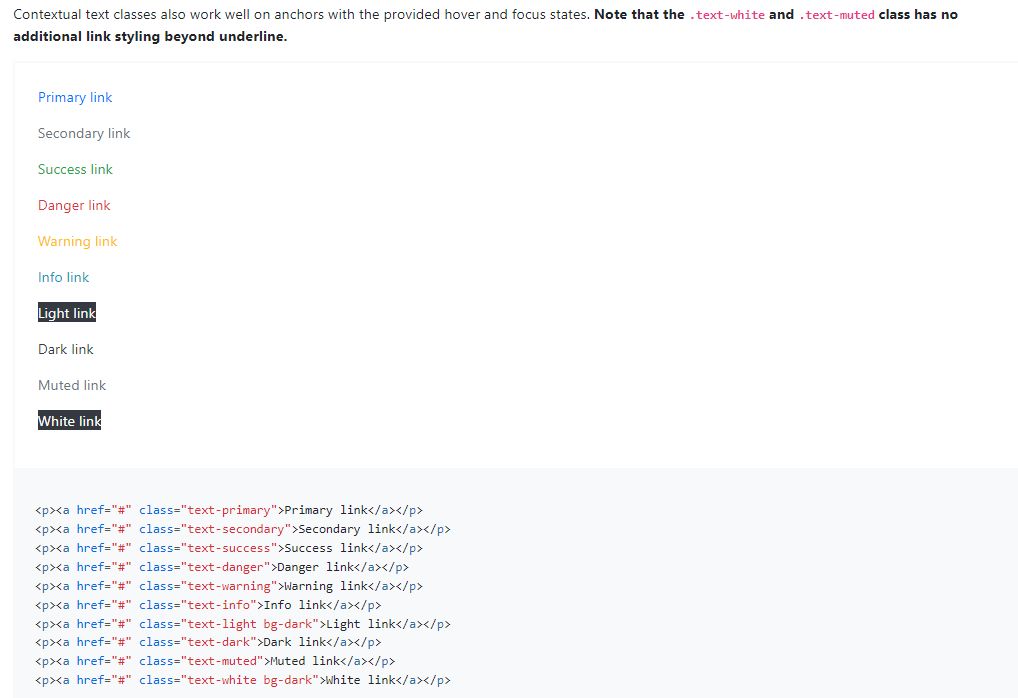 Contextual text classes also work well on anchors with the provided hover and focus states. Note that the .text-white and .text-muted class has no
additional link styling beyond underline.
Primary link
Secondary link
Success link
Danger link
Warning link
Info link
Light link
Dark link
Muted link
White link
<p><a href="#" class="text-primary">Primary link</a></p>
<p><a href="#" class="text-secondary">Secondary link</a></p>
<p><a href="#" class="text-success">Success link</a></p>
<p><a href="#" class="text-danger">Danger link</a></p>
<p><a href="#" class="text-warning">Warning link</a></p>
<p><a href="#" class="text-info">Info link</a></p>
<p><a href="#" class="text-light bg-dark">Light link</a></p>
<p><a href="#" class="text-dark">Dark link</a></p>
<p><a href="#" class="text-muted">Muted link</a></p>
<p><a href="#" class="text-white bg-dark">White link</a></p>